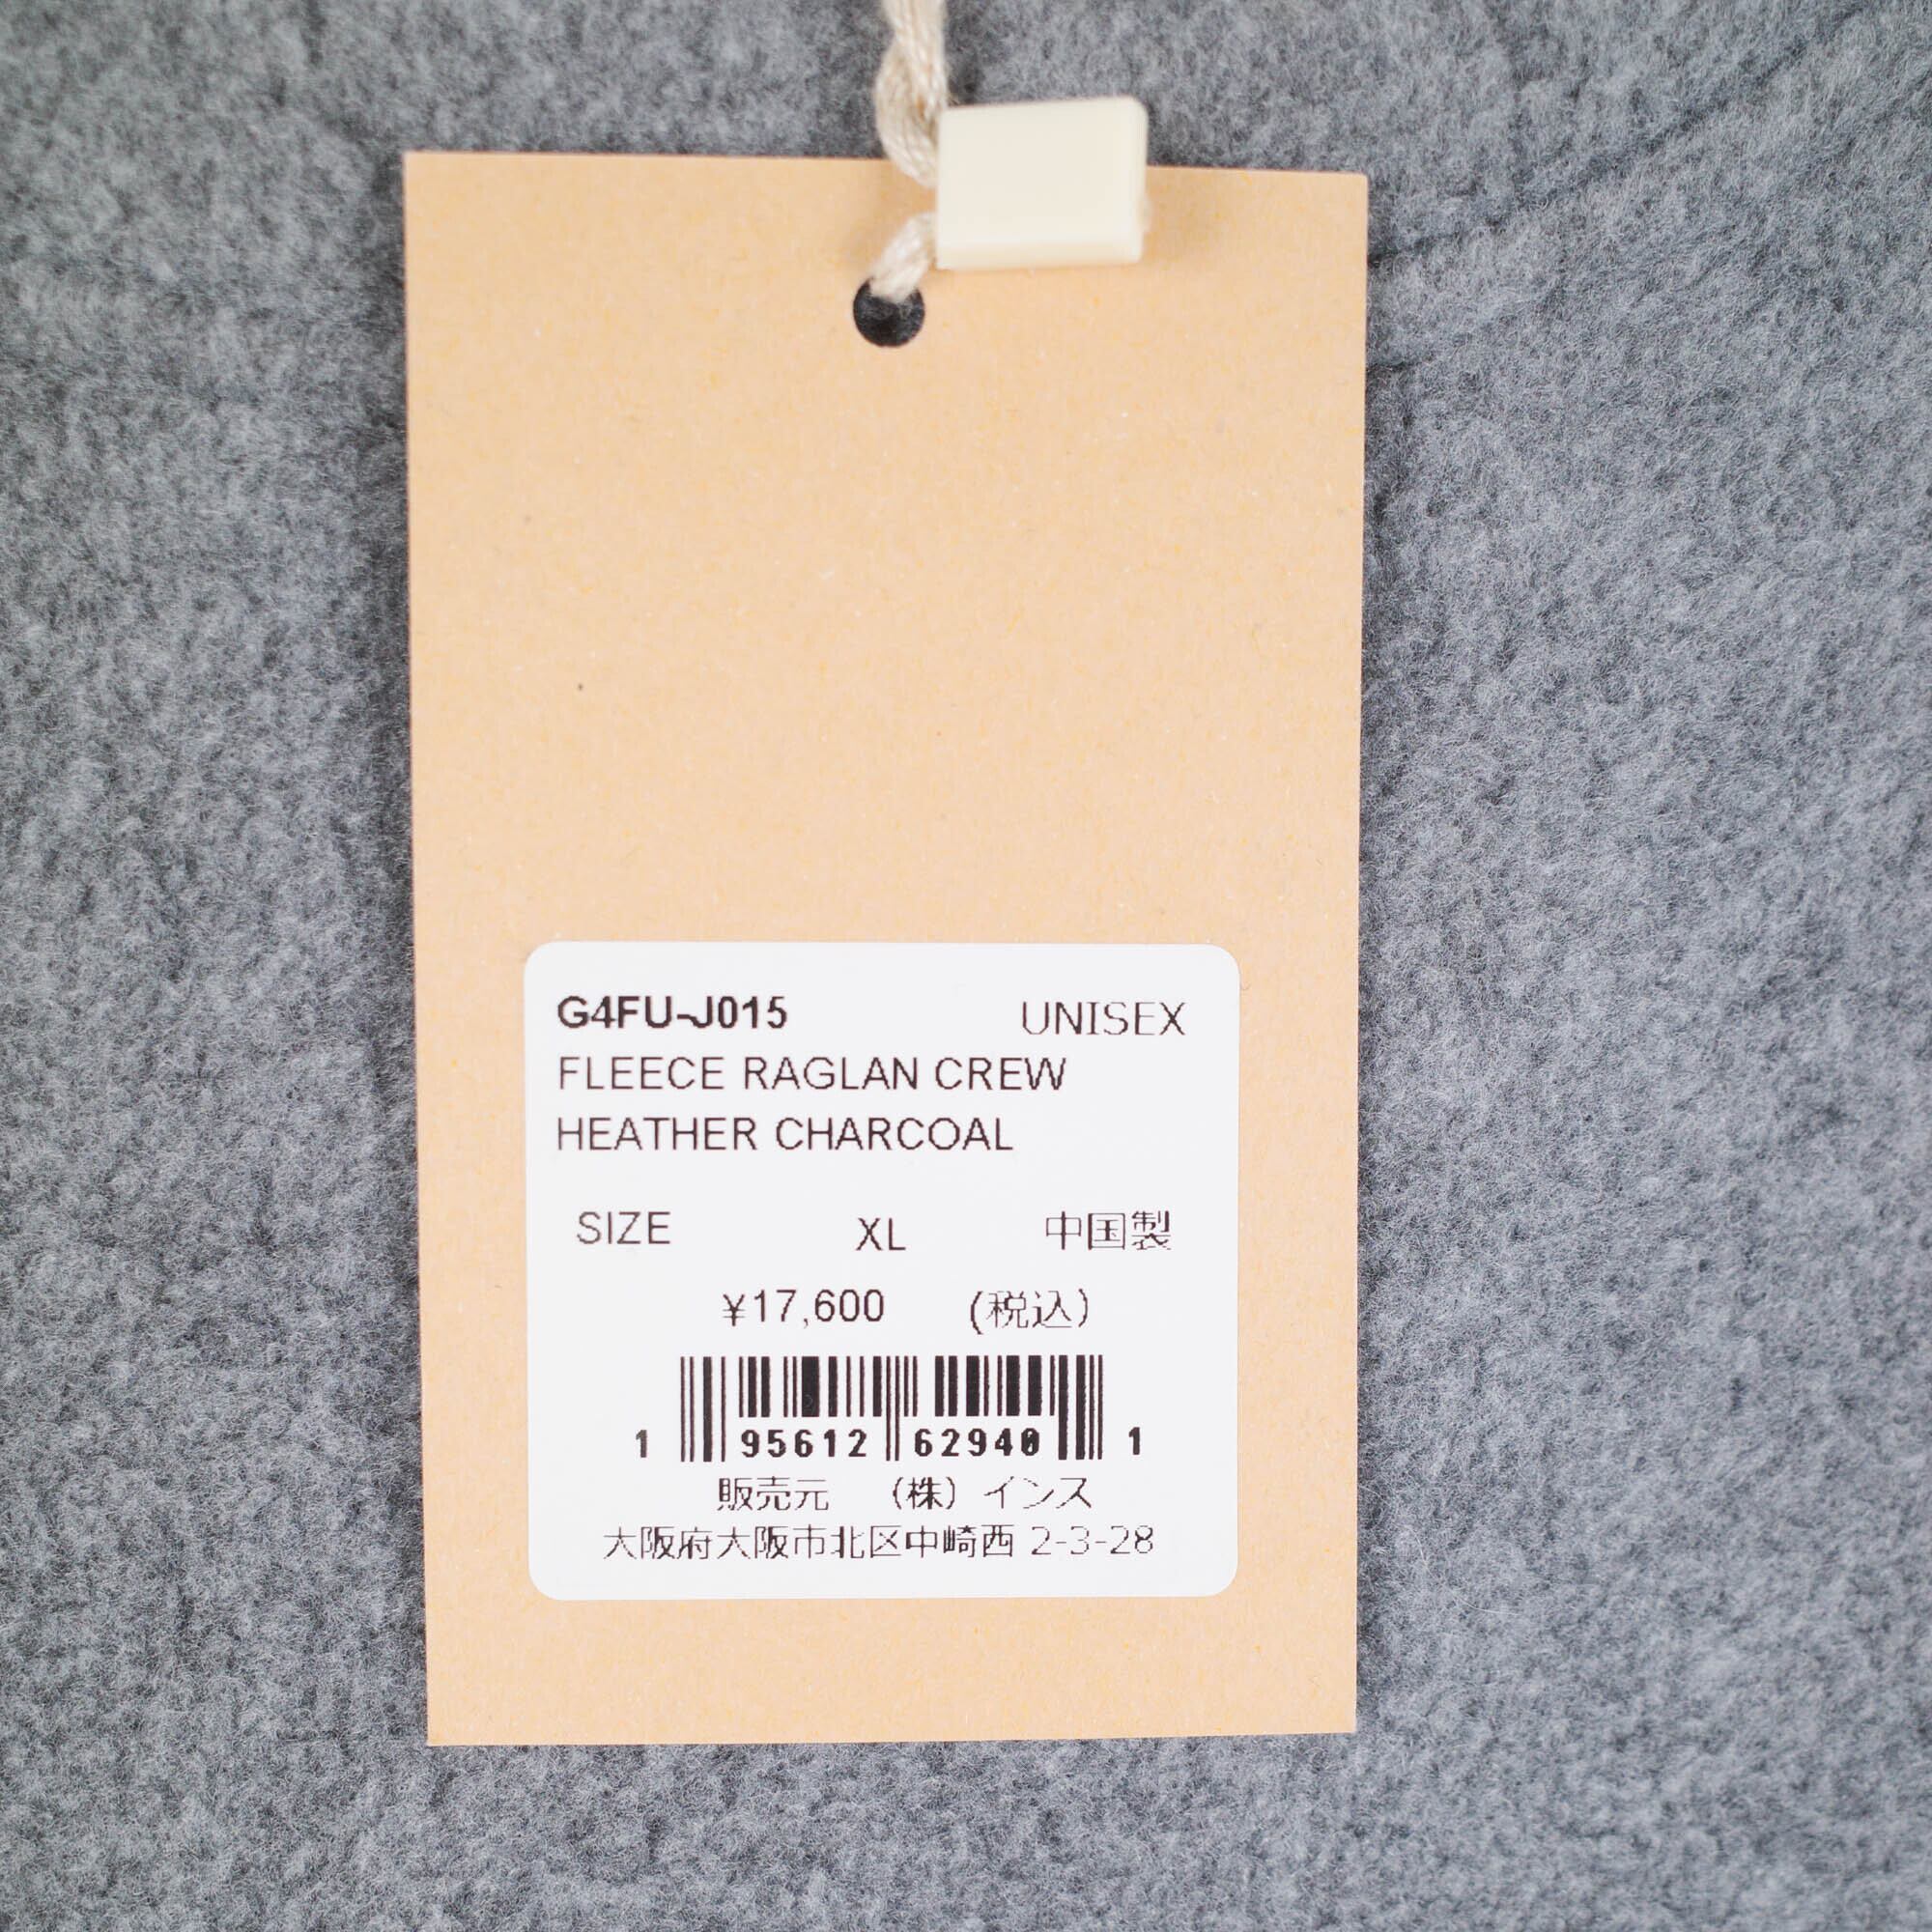 G4FU-J015 UNISEX
FLEECE RAGLAN CREW
HEATHER CHARCOAL
SIZE XL 中国製
¥17,600 (税込)
1 95612 62940 1
販売元 (株) インス
大阪府大阪市北区中崎西 2-3-28